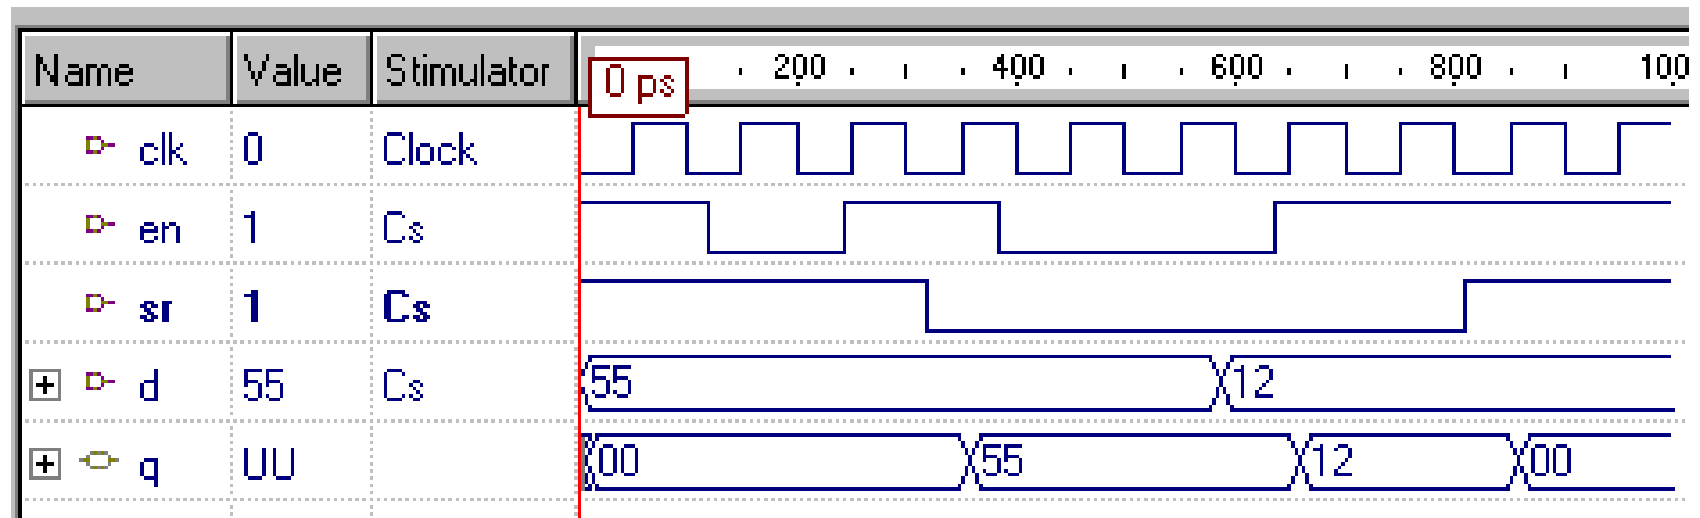 Name Value Stimulator 0 ps 200 400 600 800 100
clk 0 Clock
en 1 Cs
sr 1 Cs
d 55 Cs 55 12
q UU 00 55 12 00